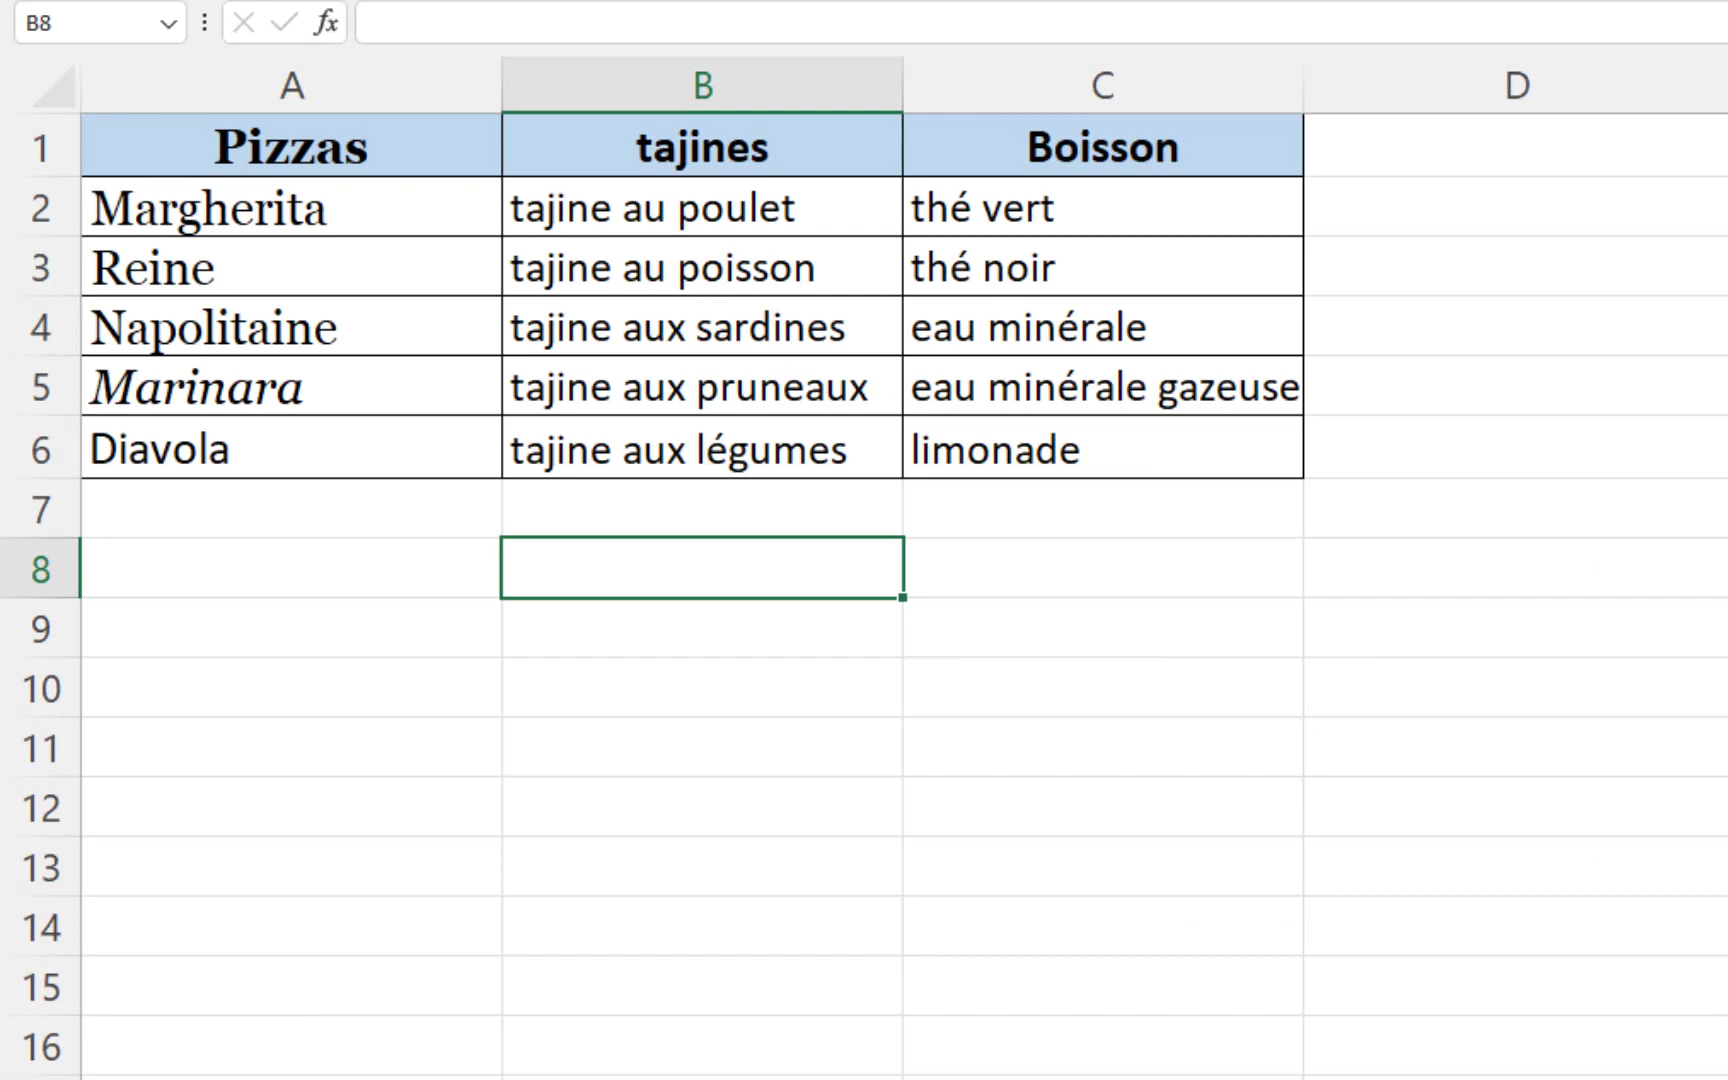 B8 fx
A B C D
1 Pizzas tajines Boisson
2 Margherita tajine au poulet thé vert
3 Reine tajine au poisson thé noir
4 Napolitaine tajine aux sardines eau minérale
5 Marinara tajine aux pruneaux eau minérale gazeuse
6 Diavola tajine aux légumes limonade
7
8
9
10
11
12
13
14
15
16